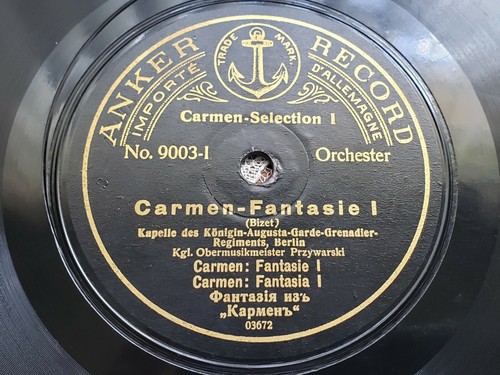 ANKER RECORD
IMPORTÉ D'ALLEMAGNE
TRADE MARK.
Carmen-Selection I
No. 9003-I Orchester
Carmen-Fantasie I
(Bizet)
Kapelle des Königin-Augusta-Garde-Grenadier-
Regiments, Berlin
Kgl. Obermusikmeister Przywarski
Carmen: Fantasie I
Carmen: Fantasia I
Фантазія изъ
„Карменъ“
03672